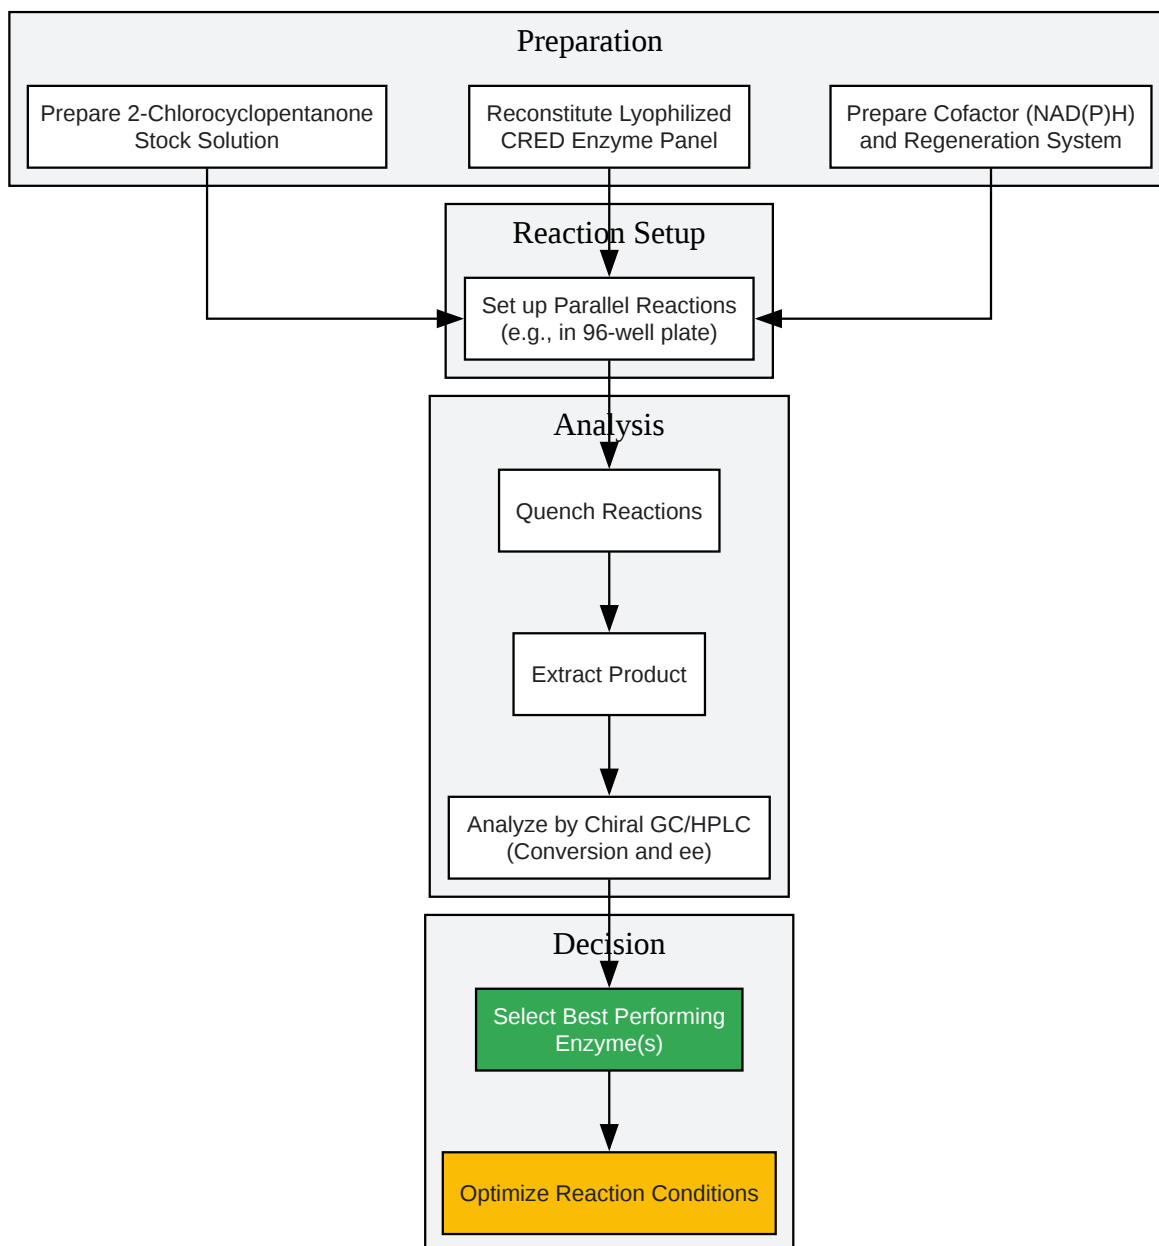 Preparation
Prepare 2-Chlorocyclopentanone
Stock Solution
Reconstitute Lyophilized
CRED Enzyme Panel
Prepare Cofactor (NAD(P)H)
and Regeneration System
Reaction Setup
Set up Parallel Reactions
(e.g., in 96-well plate)
Analysis
Quench Reactions
Extract Product
Analyze by Chiral GC/HPLC
(Conversion and ee)
Decision
Select Best Performing
Enzyme(s)
Optimize Reaction Conditions